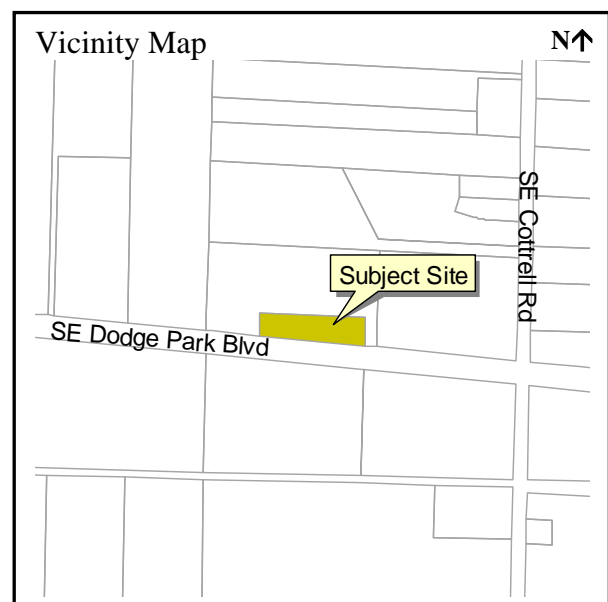 Vicinity Map
N↑
SE Cottrell Rd
Subject Site
SE Dodge Park Blvd